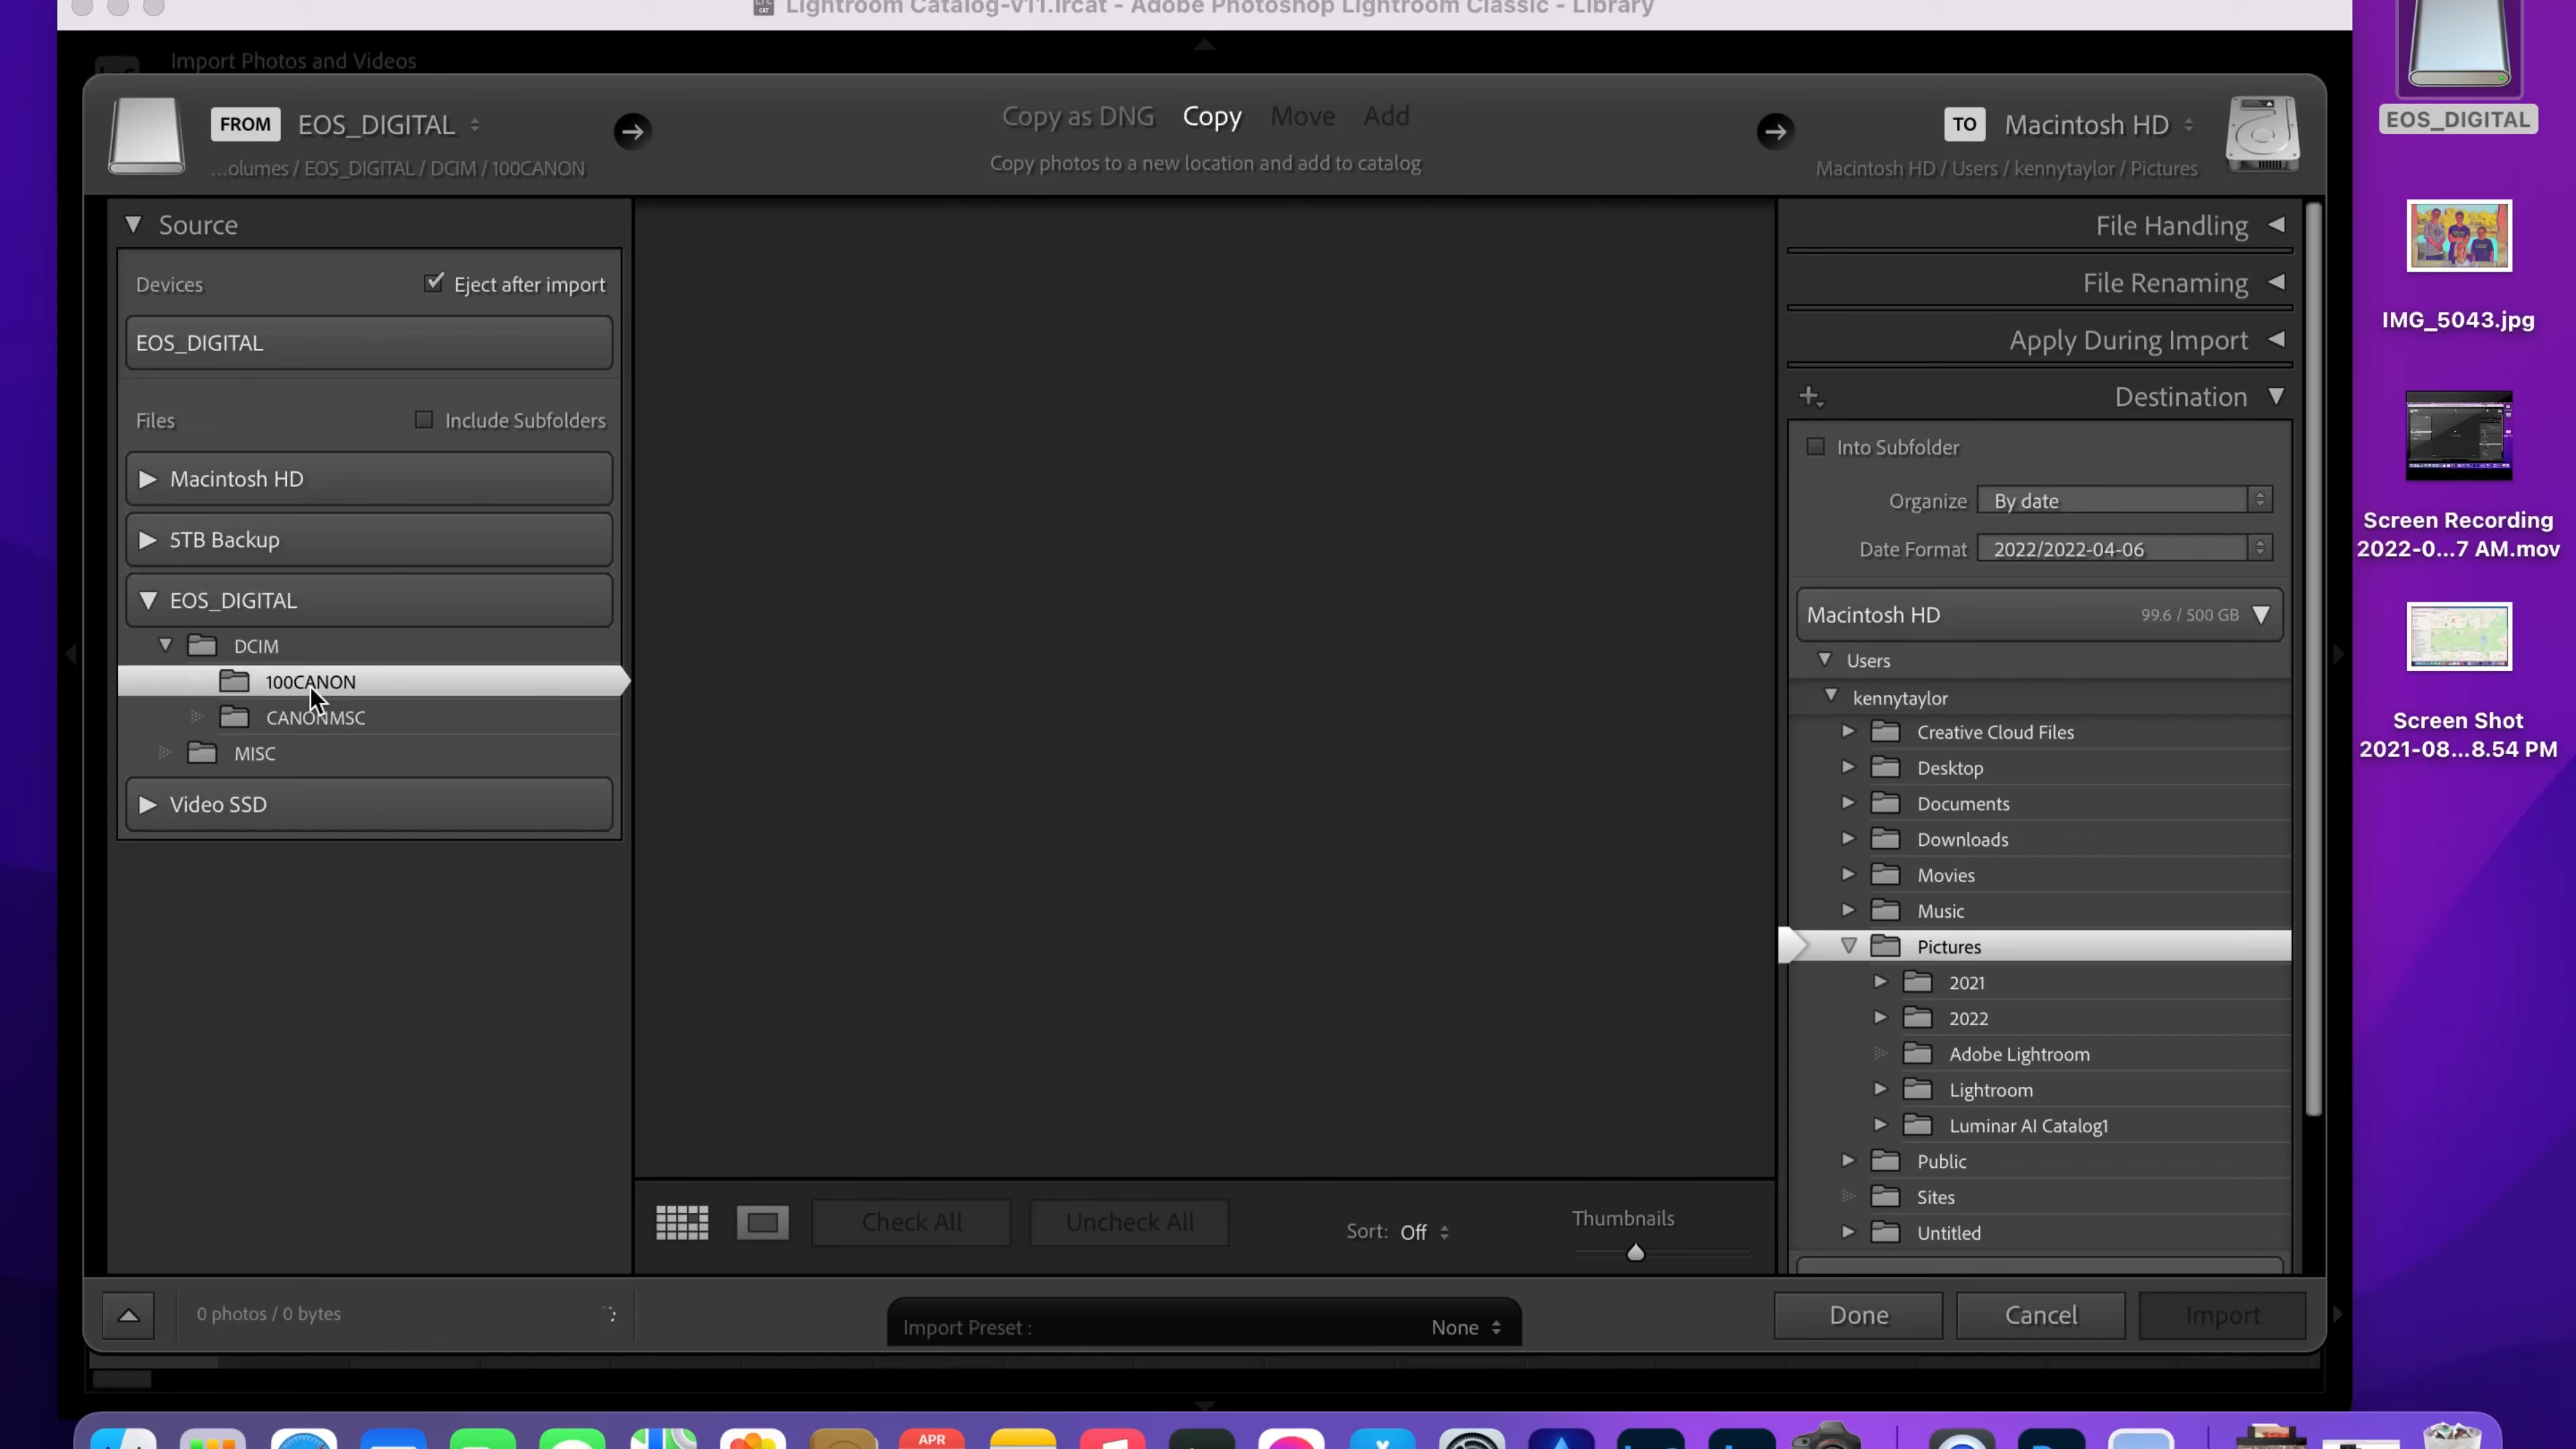 Lightroom Catalog-v11.lrcat - Adobe Photoshop Lightroom Classic - Library
Import Photos and Videos
FROM EOS_DIGITAL
...olumes / EOS_DIGITAL / DCIM / 100CANON
Copy as DNG Copy Move Add
Copy photos to a new location and add to catalog
TO Macintosh HD
Macintosh HD / Users / kennytaylor / Pictures
Source
Devices Eject after import
EOS_DIGITAL
Files Include Subfolders
Macintosh HD
5TB Backup
EOS_DIGITAL
DCIM
100CANON
CANONMSC
MISC
Video SSD
Check All Uncheck All Sort: Off Thumbnails
File Handling
File Renaming
Apply During Import
Destination
Into Subfolder
Organize By date
Date Format 2022/2022-04-06
Macintosh HD 99.6 / 500 GB
Users
kennytaylor
Creative Cloud Files
Desktop
Documents
Downloads
Movies
Music
Pictures
2021
2022
Adobe Lightroom
Lightroom
Luminar AI Catalog1
Public
Sites
Untitled
0 photos / 0 bytes
Import Preset : None
Done Cancel Import
EOS_DIGITAL
IMG_5043.jpg
Screen Recording
2022-0...7 AM.mov
Screen Shot
2021-08...8.54 PM
APR